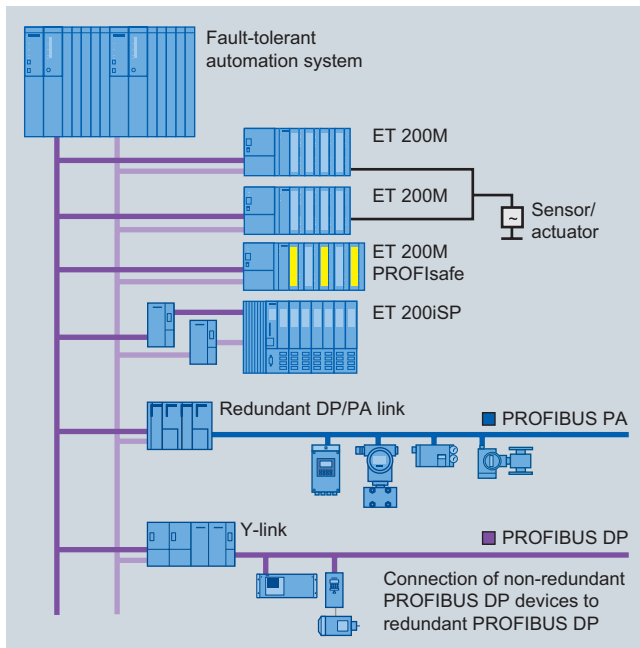 Fault-tolerant
automation system
ET 200M
ET 200M
Sensor/
actuator
~
ET 200M
PROFIsafe
ET 200iSP
Redundant DP/PA link
PROFIBUS PA
Y-link
PROFIBUS DP
Connection of non-redundant
PROFIBUS DP devices to
redundant PROFIBUS DP